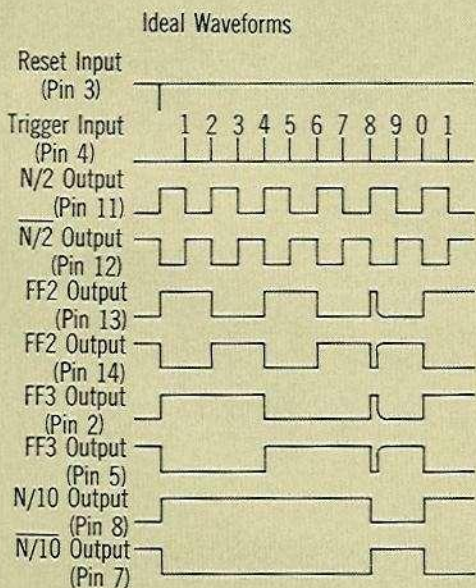 Ideal Waveforms
Reset Input
(Pin 3)
Trigger Input
(Pin 4)
1 2 3 4 5 6 7 8 9 0 1
N/2 Output
(Pin 11)
N/2 Output
(Pin 12)
FF2 Output
(Pin 13)
FF2 Output
(Pin 14)
FF3 Output
(Pin 2)
FF3 Output
(Pin 5)
N/10 Output
(Pin 8)
N/10 Output
(Pin 7)